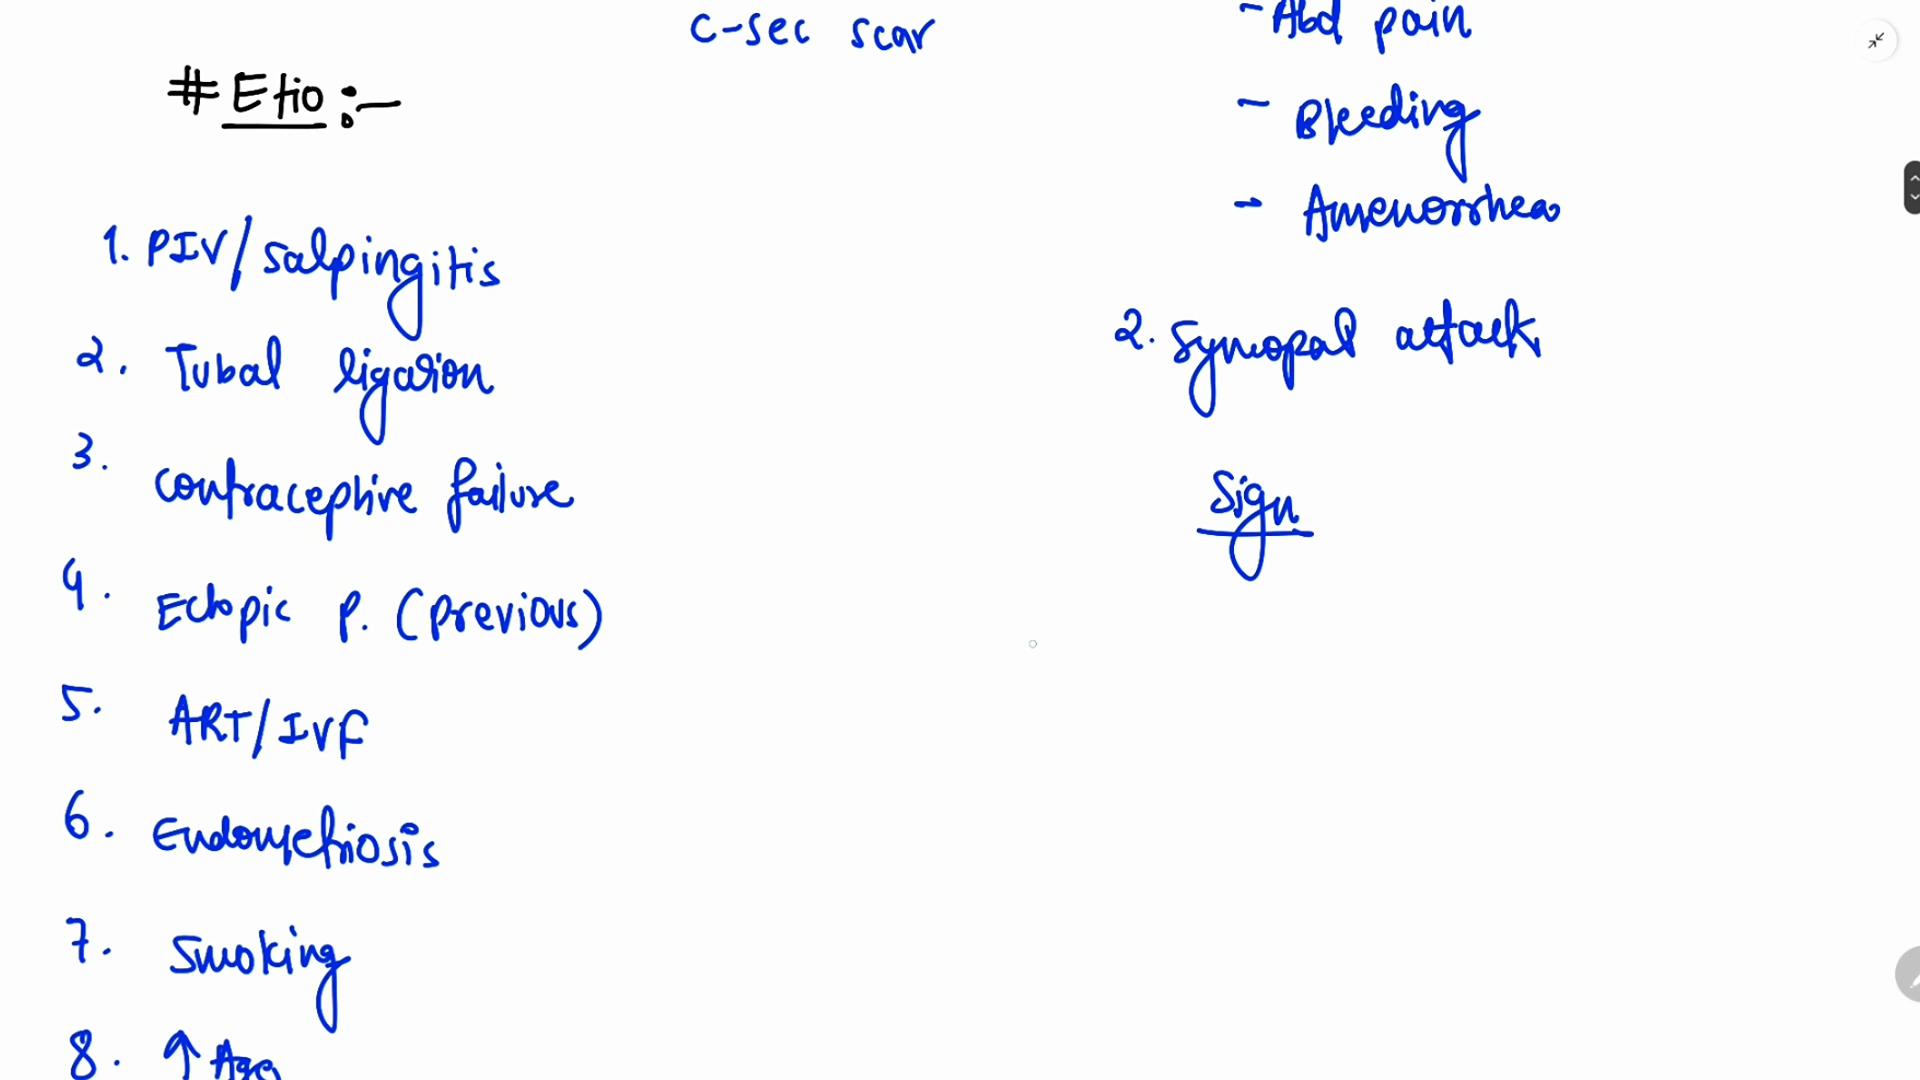 C-sec scar
# Etio :-
1. PIV/salpingitis
2. Tubal ligation
3. Contraceptive failure
4. Ectopic p. (previous)
5. ART/IVF
6. Endometriosis
7. Smoking
8. ↑ Age
- Abd pain
- Bleeding
- Amenorrhea
2. Syncopal attack
Sign